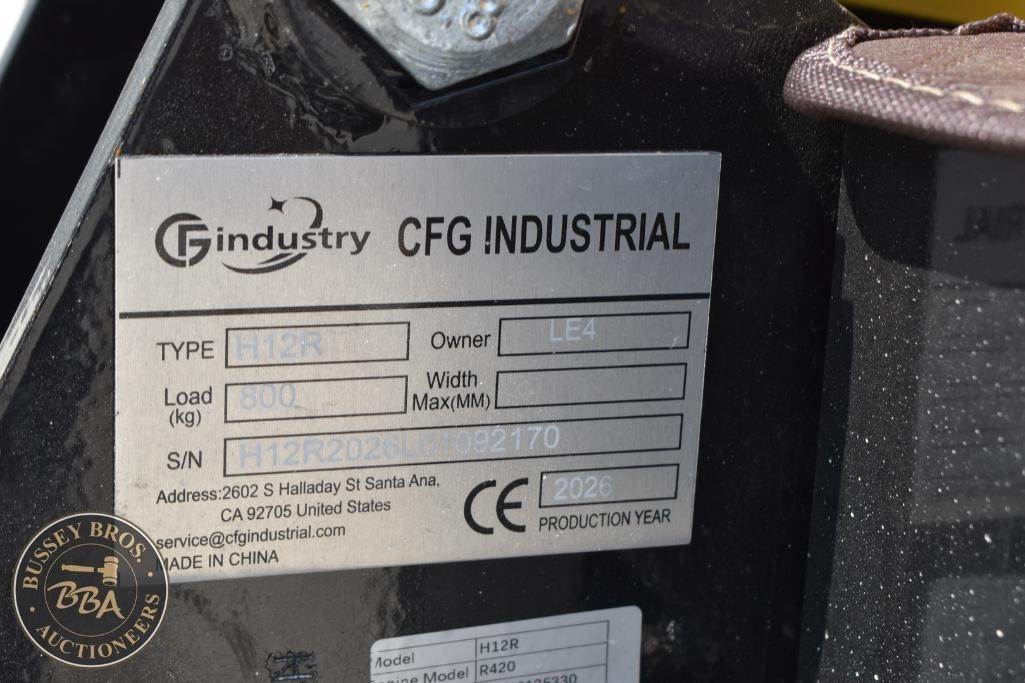 CFG industry CFG INDUSTRIAL
TYPE H12R Owner LE4
Load (kg) 800 Width Max(MM)
S/N H12R2026LC1092170
Address:2602 S Halladay St Santa Ana,
CA 92705 United States
service@cfgindustrial.com
MADE IN CHINA
CE 2026
PRODUCTION YEAR
BUSSEY BROS.
BBA
AUCTIONEERS
Model H12R
Engine Model R420